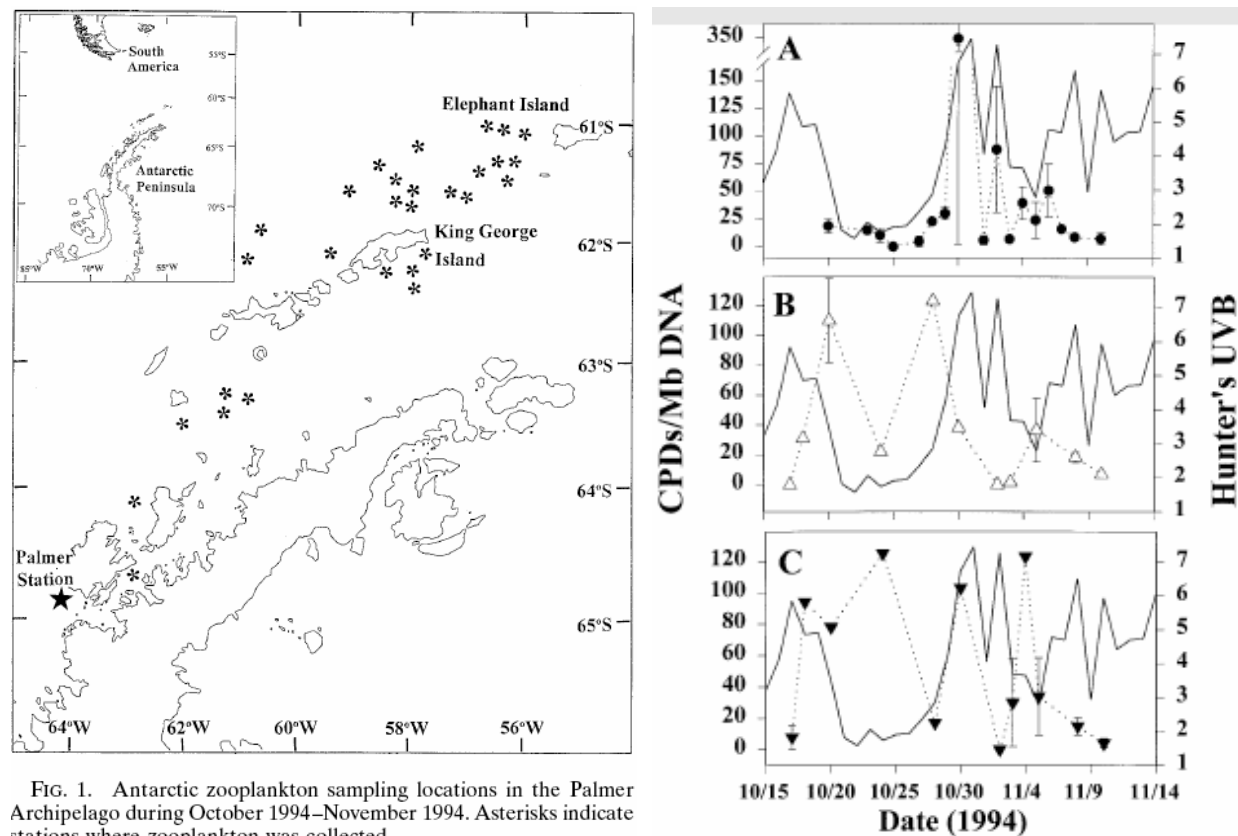 South
America
Antarctic
Peninsula
55°S
60°S
65°S
70°S
85°W
70°W
55°W
Elephant Island
King George
Island
Palmer
Station
61°S
62°S
63°S
64°S
65°S
64°W
62°W
60°W
58°W
56°W
FIG. 1. Antarctic zooplankton sampling locations in the Palmer
Archipelago during October 1994–November 1994. Asterisks indicate
stations where zooplankton was collected
A
350
150
125
100
75
50
25
0
7
6
5
4
3
2
1
B
120
100
80
60
40
20
0
7
6
5
4
3
2
1
C
120
100
80
60
40
20
0
7
6
5
4
3
2
1
CPDs/Mb DNA
Hunter's UVB
10/15 10/20 10/25 10/30 11/4 11/9 11/14
Date (1994)